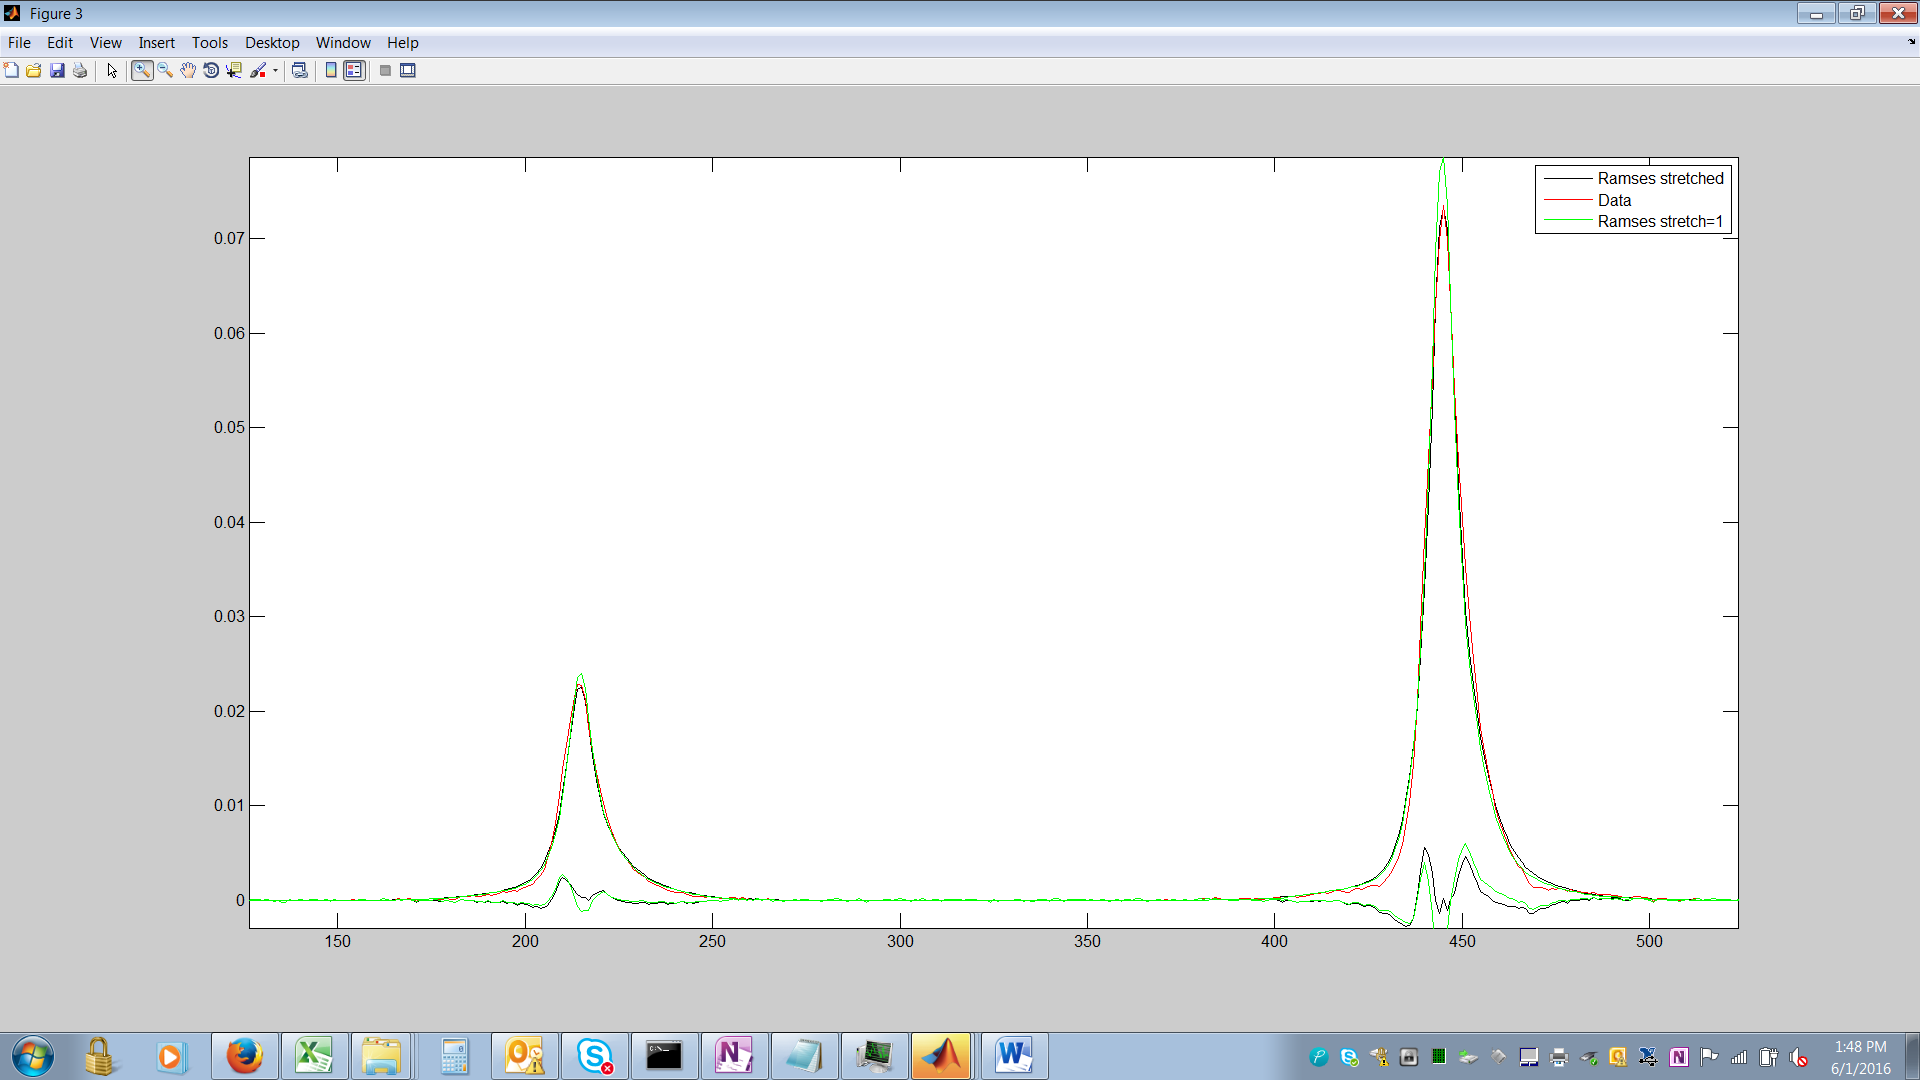 Figure 3
File Edit View Insert Tools Desktop Window Help
Ramses stretched
Data
Ramses stretch=1
0.07
0.06
0.05
0.04
0.03
0.02
0.01
0
150 200 250 300 350 400 450 500
1:48 PM
6/1/2016